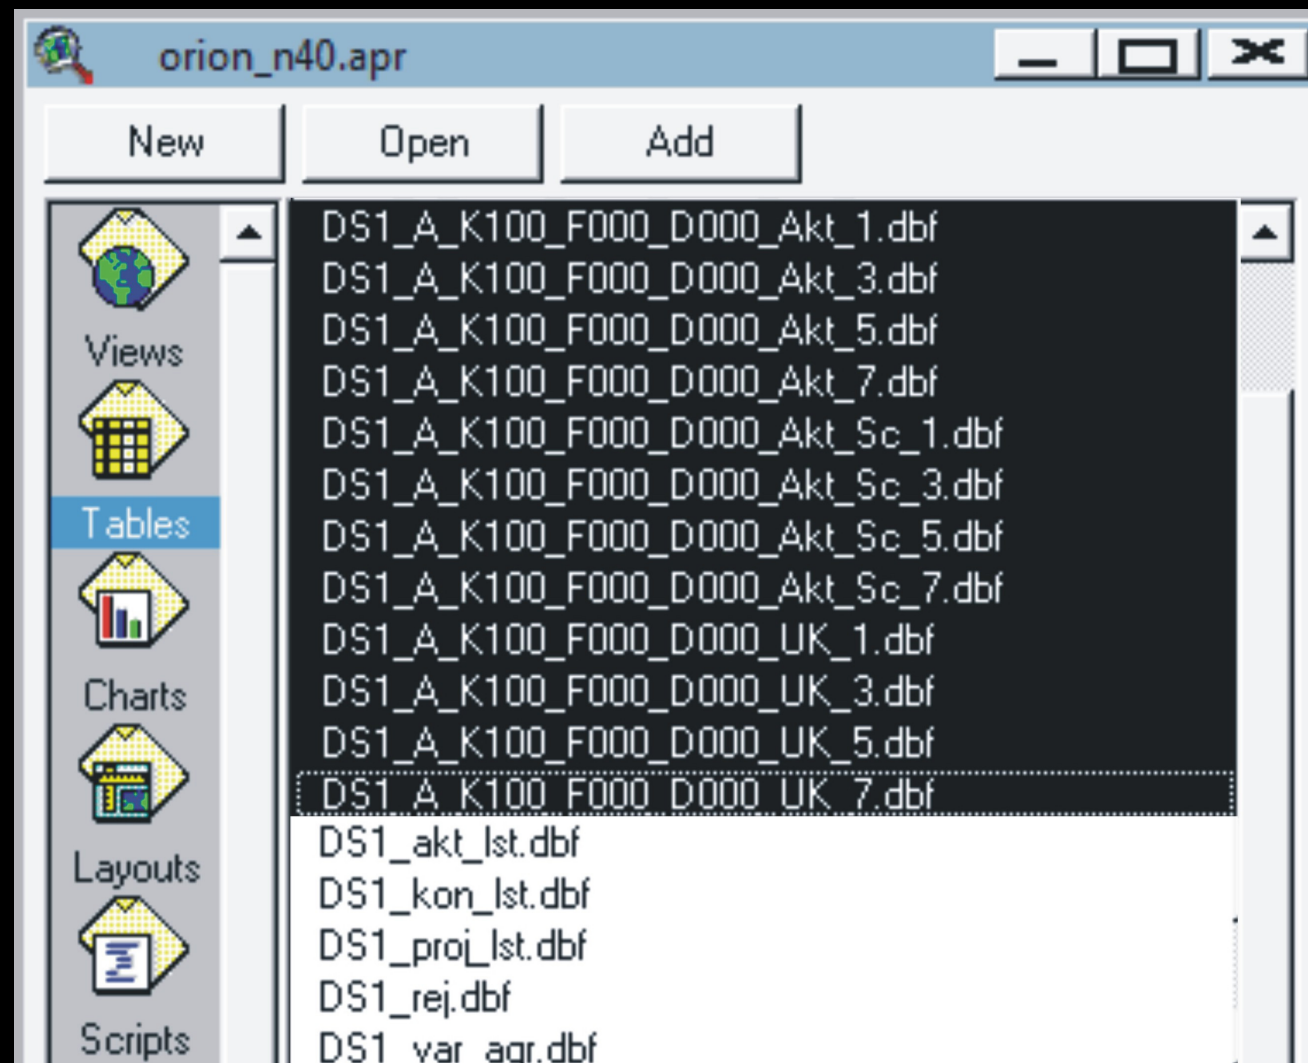 orion_n40.apr
New Open Add
DS1_A_K100_F000_D000_Akt_1.dbf
DS1_A_K100_F000_D000_Akt_3.dbf
DS1_A_K100_F000_D000_Akt_5.dbf
DS1_A_K100_F000_D000_Akt_7.dbf
DS1_A_K100_F000_D000_Akt_Sc_1.dbf
DS1_A_K100_F000_D000_Akt_Sc_3.dbf
DS1_A_K100_F000_D000_Akt_Sc_5.dbf
DS1_A_K100_F000_D000_Akt_Sc_7.dbf
DS1_A_K100_F000_D000_UK_1.dbf
DS1_A_K100_F000_D000_UK_3.dbf
DS1_A_K100_F000_D000_UK_5.dbf
DS1_A_K100_F000_D000_UK_7.dbf
DS1_akt_lst.dbf
DS1_kon_lst.dbf
DS1_proj_lst.dbf
DS1_rej.dbf
DS1_var_agr.dbf
Views
Tables
Charts
Layouts
Scripts